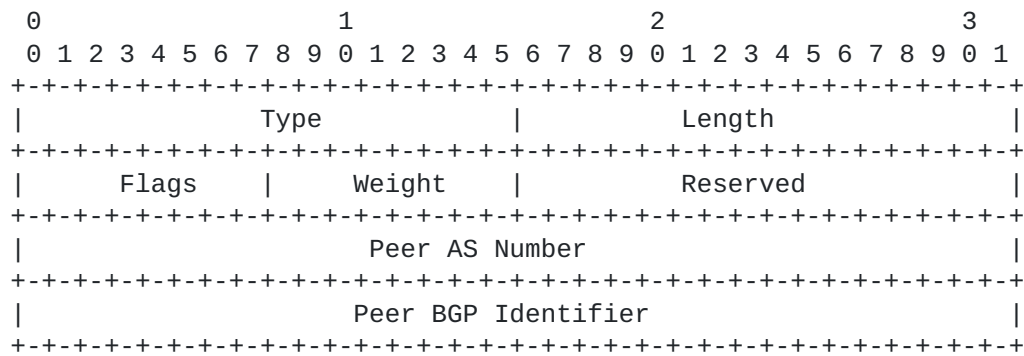 0                   1                   2                   3
 0 1 2 3 4 5 6 7 8 9 0 1 2 3 4 5 6 7 8 9 0 1 2 3 4 5 6 7 8 9 0 1
+-+-+-+-+-+-+-+-+-+-+-+-+-+-+-+-+-+-+-+-+-+-+-+-+-+-+-+-+-+-+-+-+
|               Type            |          Length               |
+-+-+-+-+-+-+-+-+-+-+-+-+-+-+-+-+-+-+-+-+-+-+-+-+-+-+-+-+-+-+-+-+
|      Flags    |     Weight    |          Reserved             |
+-+-+-+-+-+-+-+-+-+-+-+-+-+-+-+-+-+-+-+-+-+-+-+-+-+-+-+-+-+-+-+-+
|                      Peer AS Number                           |
+-+-+-+-+-+-+-+-+-+-+-+-+-+-+-+-+-+-+-+-+-+-+-+-+-+-+-+-+-+-+-+-+
|                     Peer BGP Identifier                       |
+-+-+-+-+-+-+-+-+-+-+-+-+-+-+-+-+-+-+-+-+-+-+-+-+-+-+-+-+-+-+-+-+